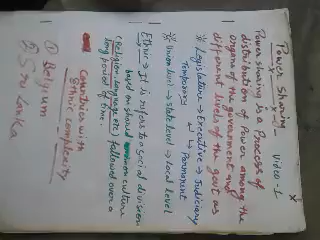 Power Sharing Video - I
Power sharing is a Process of
distribution of Power among the
organs of the government and
different levels of the govt. as
* Legislature → Executive → Judiciary
Temporary Permanent
* Union level → State level → Local level
Ethnic → It is refers to a social division
based on shared common culture
(religion, language etc) followed over a
long period of time.
Countries with
Ethnic complexity
① Belgium
② Sri Lanka